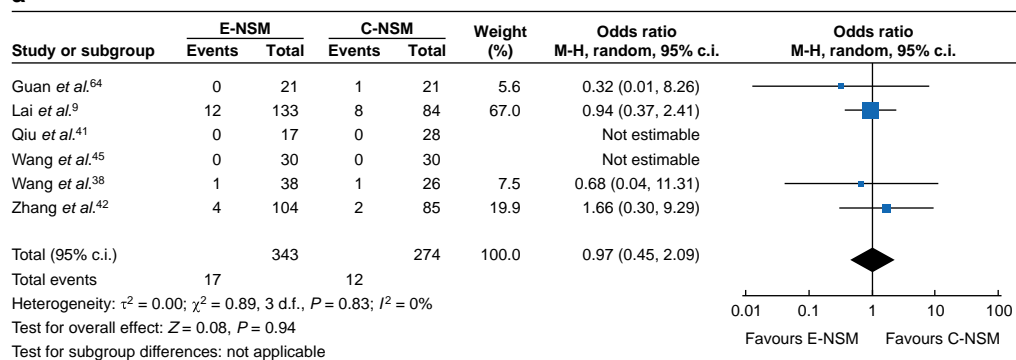 a
E-NSM C-NSM Weight Odds ratio Odds ratio
Study or subgroup Events Total Events Total (%) M-H, random, 95% c.i. M-H, random, 95% c.i.
Guan et al.64 0 21 1 21 5.6 0.32 (0.01, 8.26)
Lai et al.9 12 133 8 84 67.0 0.94 (0.37, 2.41)
Qiu et al.41 0 17 0 28 Not estimable
Wang et al.45 0 30 0 30 Not estimable
Wang et al.38 1 38 1 26 7.5 0.68 (0.04, 11.31)
Zhang et al.42 4 104 2 85 19.9 1.66 (0.30, 9.29)
Total (95% c.i.) 343 274 100.0 0.97 (0.45, 2.09)
Total events 17 12
Heterogeneity: τ2 = 0.00; χ2 = 0.89, 3 d.f., P = 0.83; I2 = 0%
Test for overall effect: Z = 0.08, P = 0.94
Test for subgroup differences: not applicable
0.01 0.1 1 10 100
Favours E-NSM Favours C-NSM